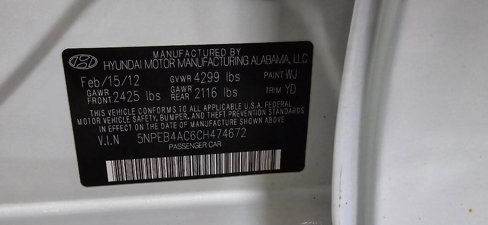 MANUFACTURED BY
HYUNDAI MOTOR MANUFACTURING ALABAMA, LLC
Feb/15/12 GVWR 4299 lbs PAINT WJ
GAWR FRONT 2425 lbs GAWR REAR 2116 lbs TRIM YD
THIS VEHICLE CONFORMS TO ALL APPLICABLE U.S.A FEDERAL
MOTOR VEHICLE SAFETY, BUMPER, AND THEFT PREVENTION STANDARDS
IN EFFECT ON THE DATE OF MANUFACTURE SHOWN ABOVE.
V.I.N 5NPEB4AC6CH474672
PASSENGER CAR